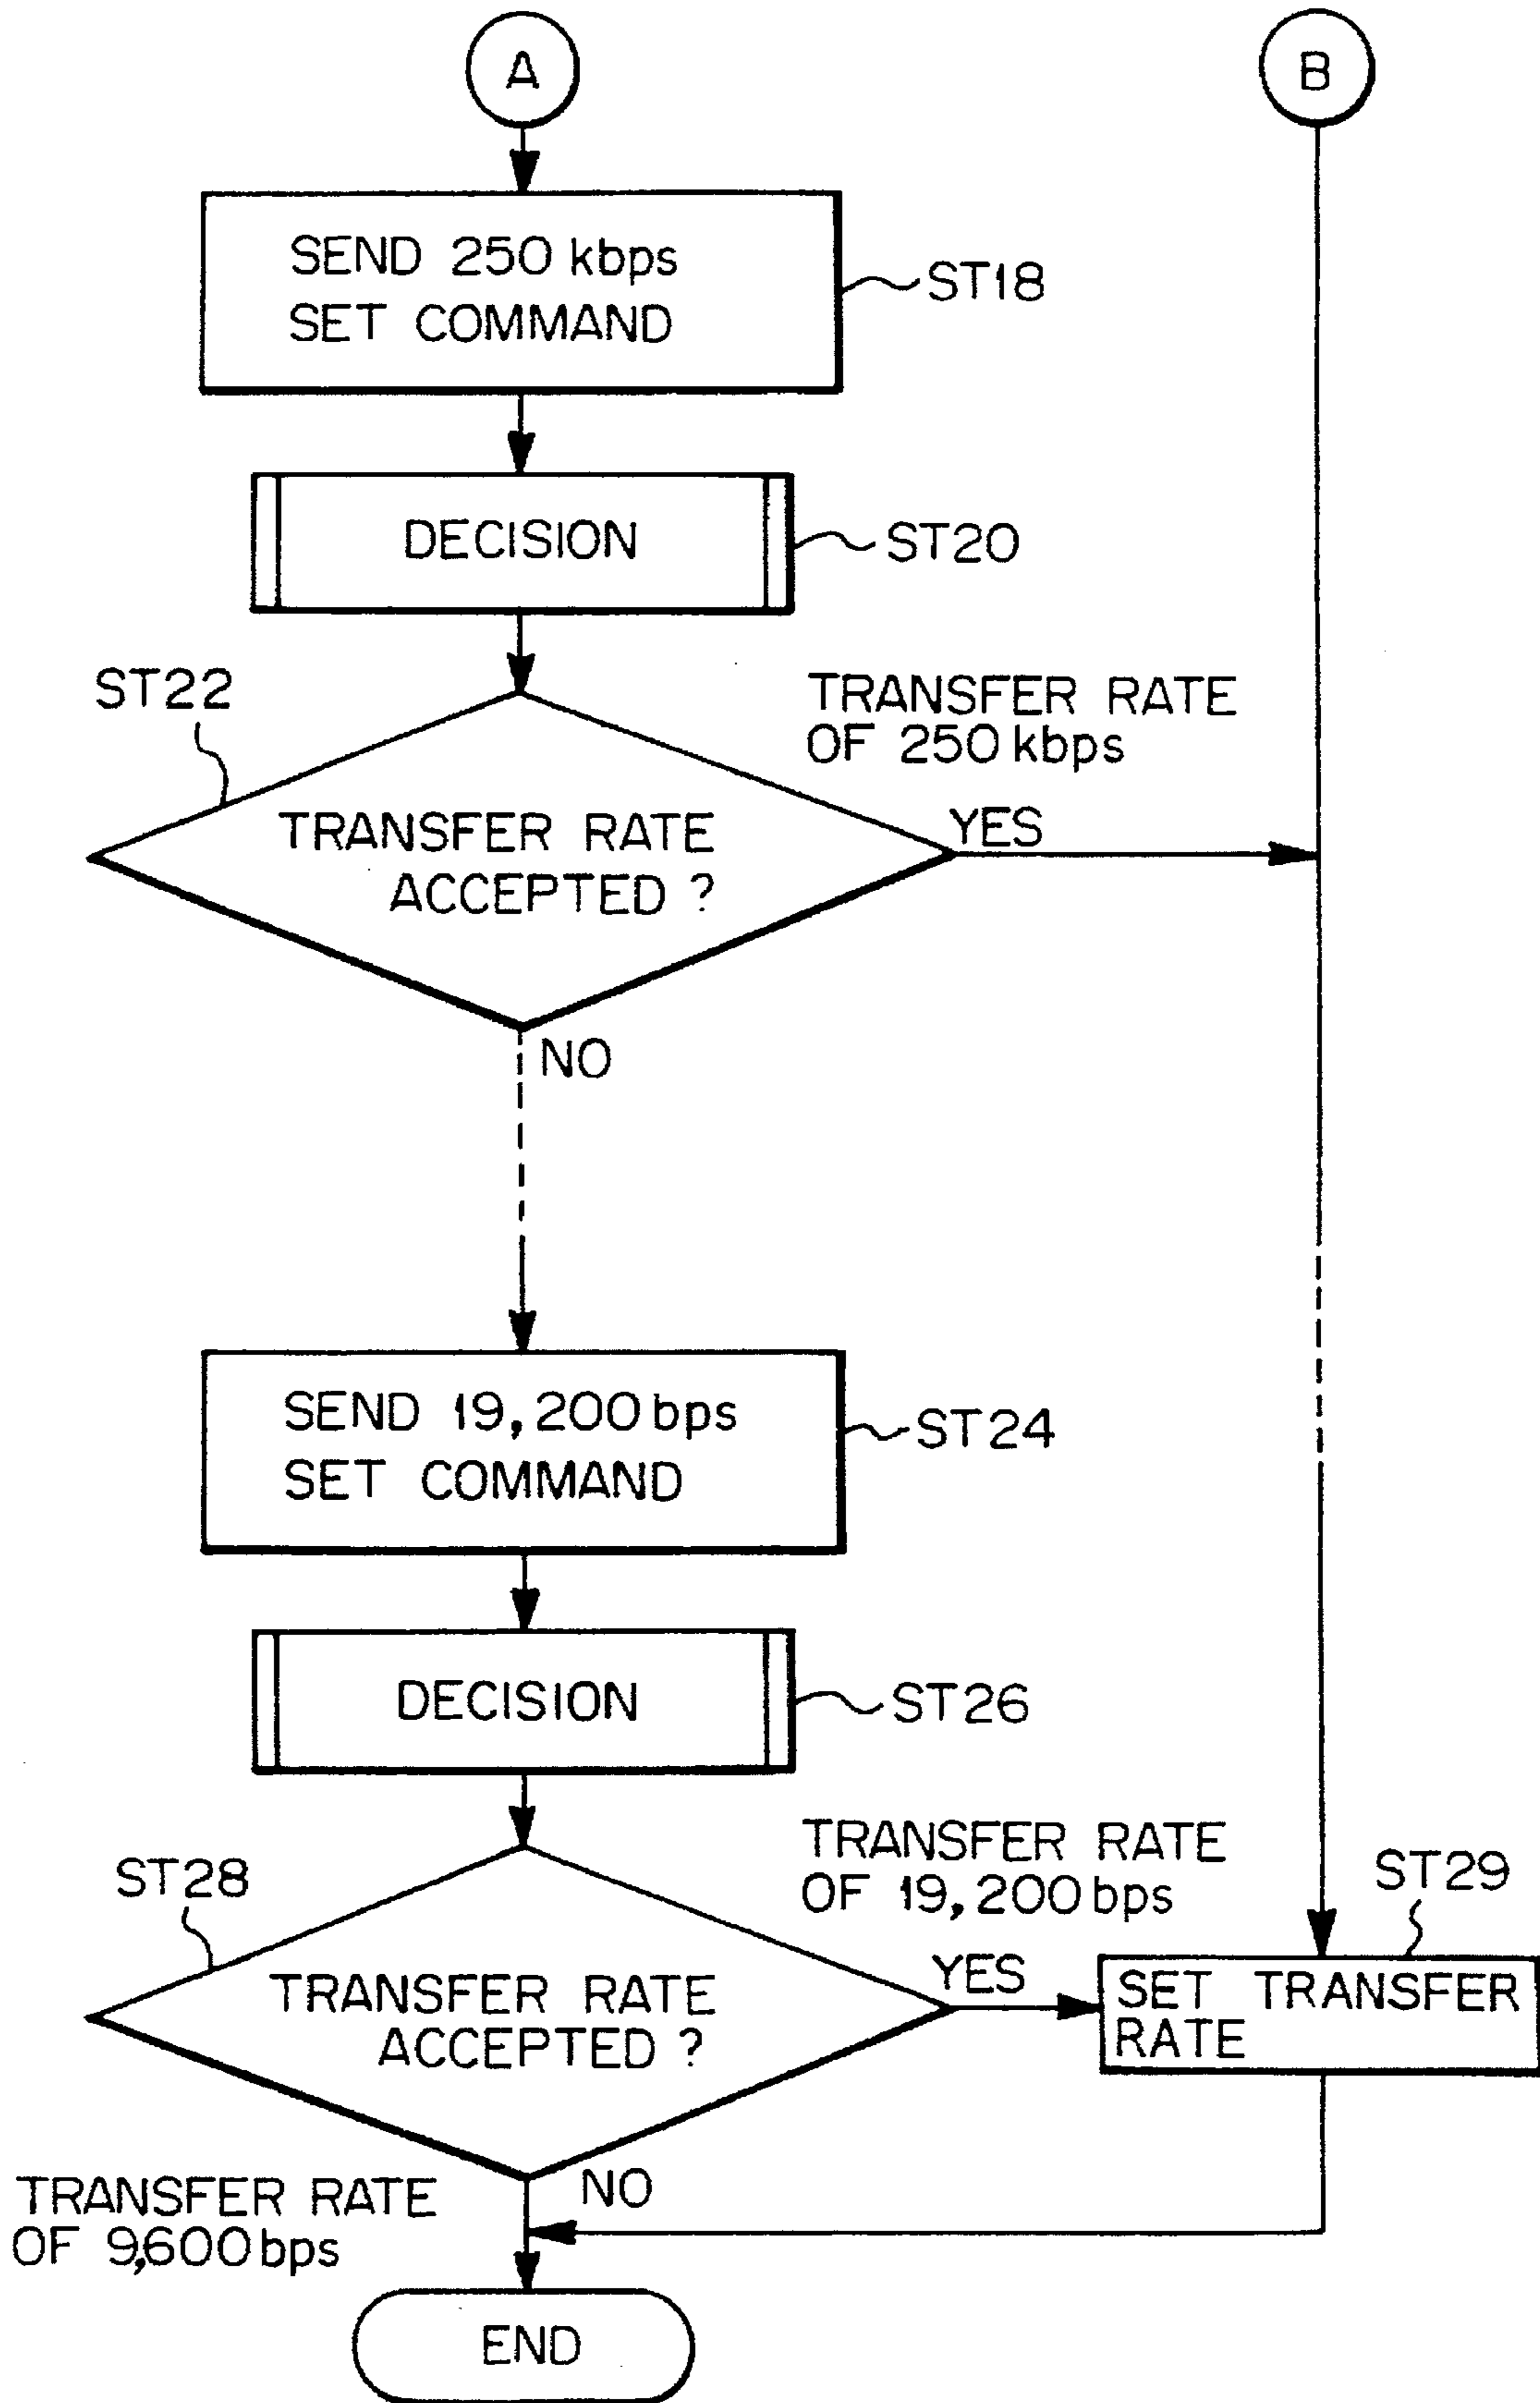 A
B
SEND 250 kbps
SET COMMAND
ST18
DECISION
ST20
ST22
TRANSFER RATE
OF 250 kbps
TRANSFER RATE
ACCEPTED ?
YES
NO
SEND 19,200 bps
SET COMMAND
ST24
DECISION
ST26
ST28
TRANSFER RATE
OF 19,200 bps
ST29
TRANSFER RATE
ACCEPTED ?
YES
SET TRANSFER
RATE
NO
TRANSFER RATE
OF 9,600 bps
END